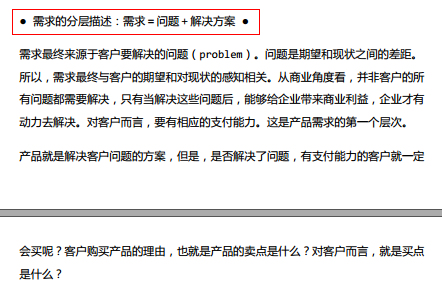 ● 需求的分层描述：需求＝问题＋解决方案 ●
需求最终来源于客户要解决的问题（problem）。问题是期望和现状之间的差距。
所以，需求最终与客户的期望和对现状的感知相关。从商业角度看，并非客户的所
有问题都需要解决，只有当解决这些问题后，能够给企业带来商业利益，企业才有
动力去解决。对客户而言，要有相应的支付能力。这是产品需求的第一个层次。
产品就是解决客户问题的方案，但是，是否解决了问题，有支付能力的客户就一定
会买呢？客户购买产品的理由，也就是产品的卖点是什么？对客户而言，就是买点
是什么？